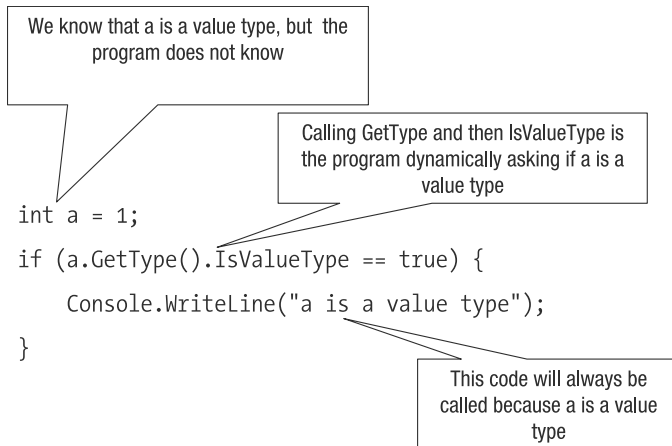 We know that a is a value type, but the
program does not know
Calling GetType and then IsValueType is
the program dynamically asking if a is a
value type
int a = 1;
if (a.GetType().IsValueType == true) {
    Console.WriteLine("a is a value type");
}
This code will always be
called because a is a value
type